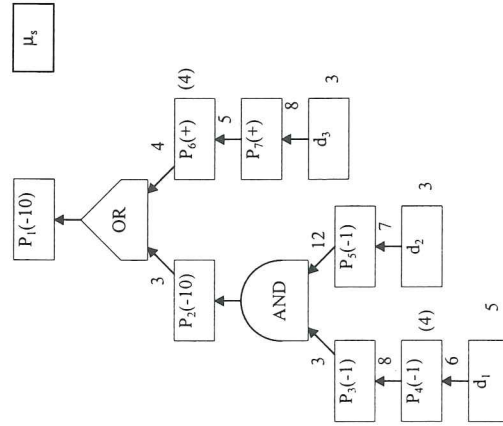 μs
P1(-10)
OR
3
4
P2(-10)
P6(+)
(4)
5
AND
P7(+)
8
3
12
d3
3
P3(-1)
P5(-1)
8
7
P4(-1)
(4)
d2
3
6
d1
5